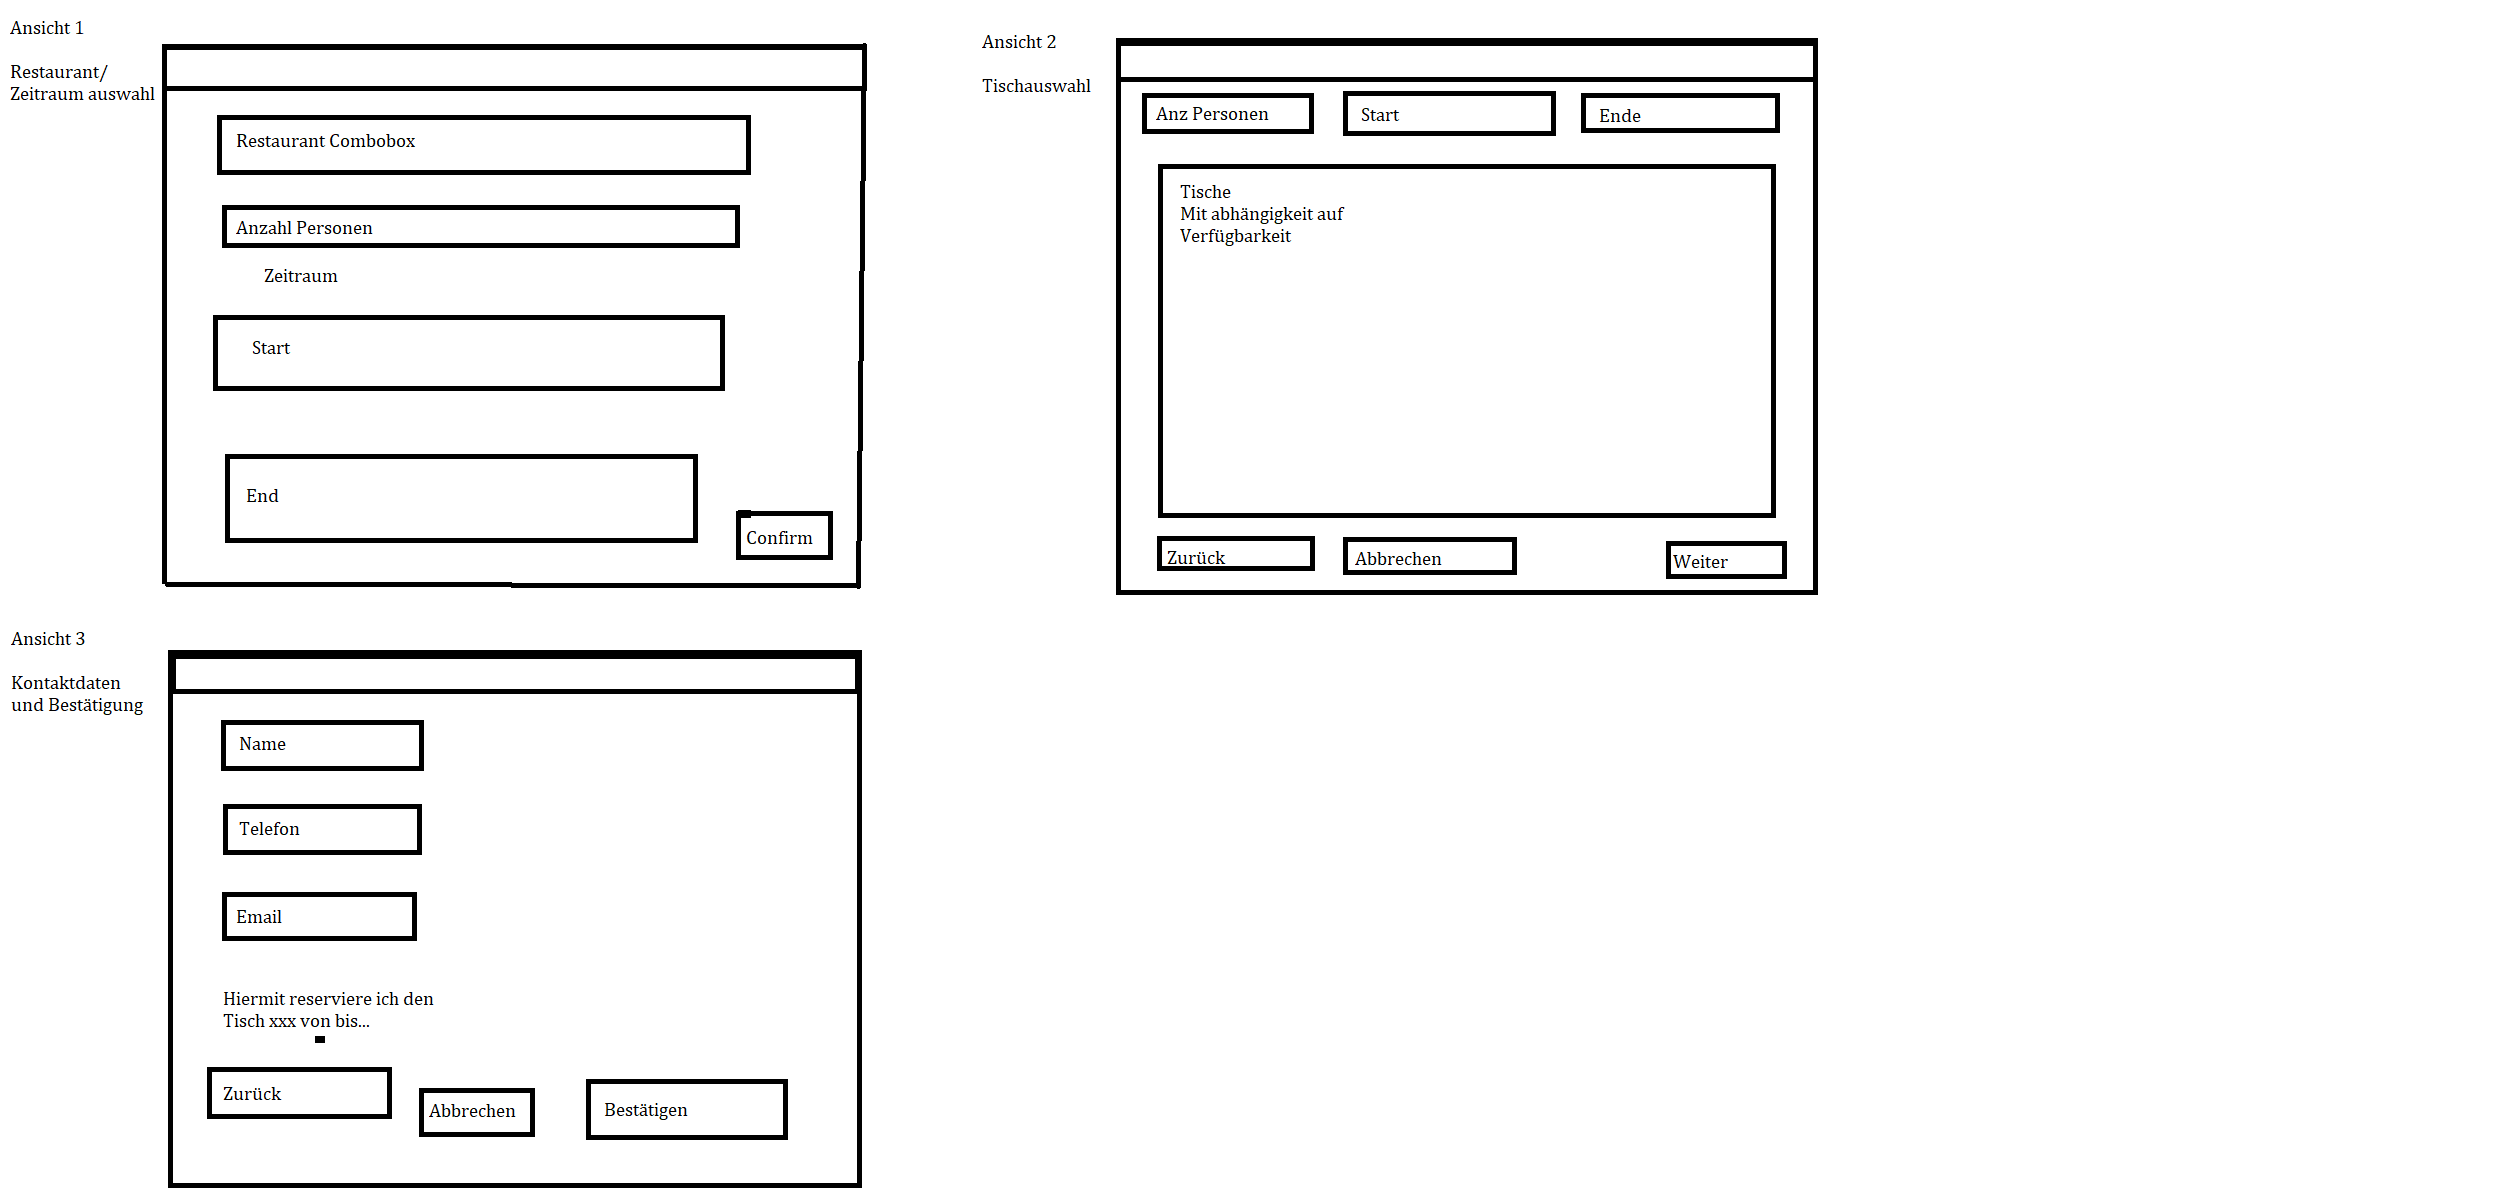 Ansicht 1
Restaurant/
Zeitraum auswahl
Restaurant Combobox
Anzahl Personen
Zeitraum
Start
End
Confirm
Ansicht 2
Tischauswahl
Anz Personen
Start
Ende
Tische
Mit abhängigkeit auf
Verfügbarkeit
Zurück
Abbrechen
Weiter
Ansicht 3
Kontaktdaten
und Bestätigung
Name
Telefon
Email
Hiermit reserviere ich den
Tisch xxx von bis...
Zurück
Abbrechen
Bestätigen